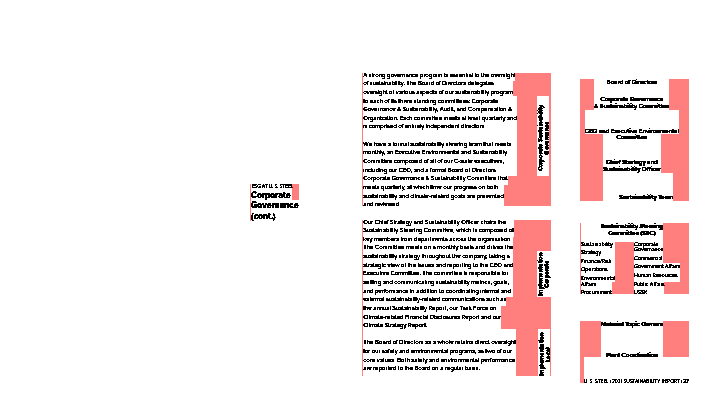 ESG AT U. S. STEEL
Corporate
Governance
(cont.)
A strong governance program is essential to the oversight
of sustainability. The Board of Directors delegates
oversight of various aspects of our sustainability program
to each of its three standing committees: Corporate
Governance & Sustainability, Audit, and Compensation &
Organization. Each committee meets at least quarterly and
is comprised of entirely independent directors.
We have a formal sustainability steering team that meets
monthly, an Executive Environmental and Sustainability
Committee composed of all of our C-suite executives,
including our CEO, and a formal Board of Directors
Corporate Governance & Sustainability Committee that
meets quarterly, at which time our progress on both
sustainability and climate-related goals are presented
and reviewed.
Our Chief Strategy and Sustainability Officer chairs the
Sustainability Steering Committee, which is composed of
key members from departments across the organization.
The Committee meets on a monthly basis and drives the
sustainability strategy throughout the company, taking a
strategic view of the issues and reporting to the CEO and
Executive Committee. The committee is responsible for
setting and communicating sustainability metrics, goals,
and performance in addition to coordinating internal and
external sustainability-related communications such as
the annual Sustainability Report, our Task Force on
Climate-related Financial Disclosures Report and our
Climate Strategy Report.
The Board of Directors as a whole retains direct oversight
for our safety and environmental programs, as two of our
core values. Both safety and environmental performance
are reported to the Board on a regular basis.
Corporate Sustainability
Governance
Implementation
Corporate
Implementation
Local
Board of Directors
Corporate Governance
& Sustainability Committee
CEO and Executive Environmental
Committee
Chief Strategy and
Sustainability Officer
Sustainability Team
Sustainability Steering
Committee (SSC)
Sustainability
Strategy
Finance/Risk
Operations
Environmental
Affairs
Procurement
Corporate
Governance
Commercial
Government Affairs
Human Resources
Public Affairs
USSK
Material Topic Owners
Plant Coordination
U. S. STEEL | 2021 SUSTAINABILITY REPORT | 23